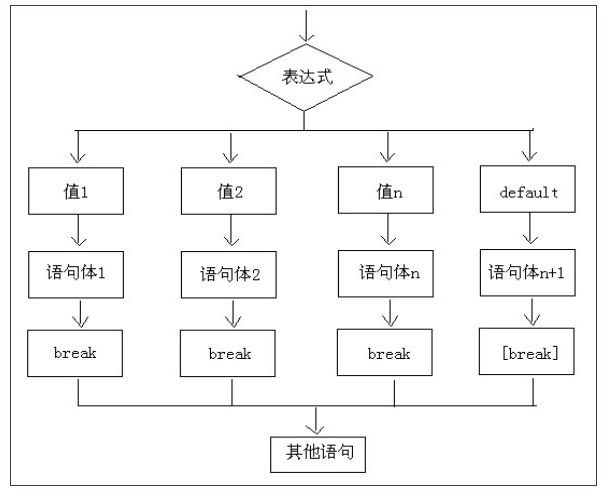 表达式
值1
值2
值n
default
语句体1
语句体2
语句体n
语句体n+1
break
break
break
[break]
其他语句